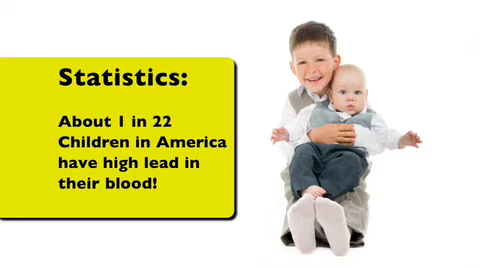 Statistics:
About 1 in 22
Children in America
have high lead in
their blood!